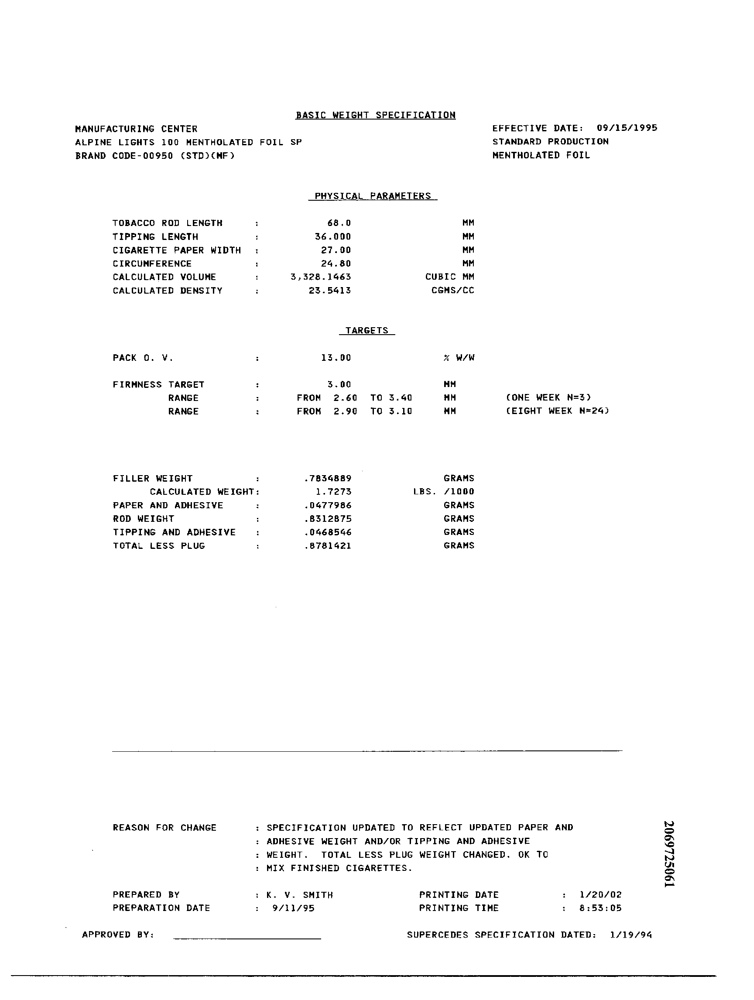 BASIC WEIGHT SPECIFICATION
MANUFACTURING CENTER EFFECTIVE DATE: 09/15/1995
ALPINE LIGHTS 100 MENTHOLATED FOIL SP STANDARD PRODUCTION
BRAND CODE-00950 (STD)(MF) MENTHOLATED FOIL
PHYSICAL PARAMETERS
TOBACCO ROD LENGTH : 68.0 MM
TIPPING LENGTH : 36.000 MM
CIGARETTE PAPER WIDTH : 27.00 MM
CIRCUMFERENCE : 24.80 MM
CALCULATED VOLUME : 3,328.1463 CUBIC MM
CALCULATED DENSITY : 23.5413 CGMS/CC
TARGETS
PACK O. V. : 13.00 % W/W
FIRMNESS TARGET : 3.00 MM
RANGE : FROM 2.60 TO 3.40 MM (ONE WEEK N=3)
RANGE : FROM 2.90 TO 3.10 MM (EIGHT WEEK N=24)
FILLER WEIGHT : .7834889 GRAMS
CALCULATED WEIGHT: 1.7273 LBS. /1000
PAPER AND ADHESIVE : .0477986 GRAMS
ROD WEIGHT : .8312875 GRAMS
TIPPING AND ADHESIVE : .0468546 GRAMS
TOTAL LESS PLUG : .8781421 GRAMS
REASON FOR CHANGE : SPECIFICATION UPDATED TO REFLECT UPDATED PAPER AND
: ADHESIVE WEIGHT AND/OR TIPPING AND ADHESIVE
: WEIGHT. TOTAL LESS PLUG WEIGHT CHANGED. OK TO
: MIX FINISHED CIGARETTES.
PREPARED BY : K. V. SMITH PRINTING DATE : 1/20/02
PREPARATION DATE : 9/11/95 PRINTING TIME : 8:53:05
APPROVED BY: SUPERCEDES SPECIFICATION DATED: 1/19/94
2069725061